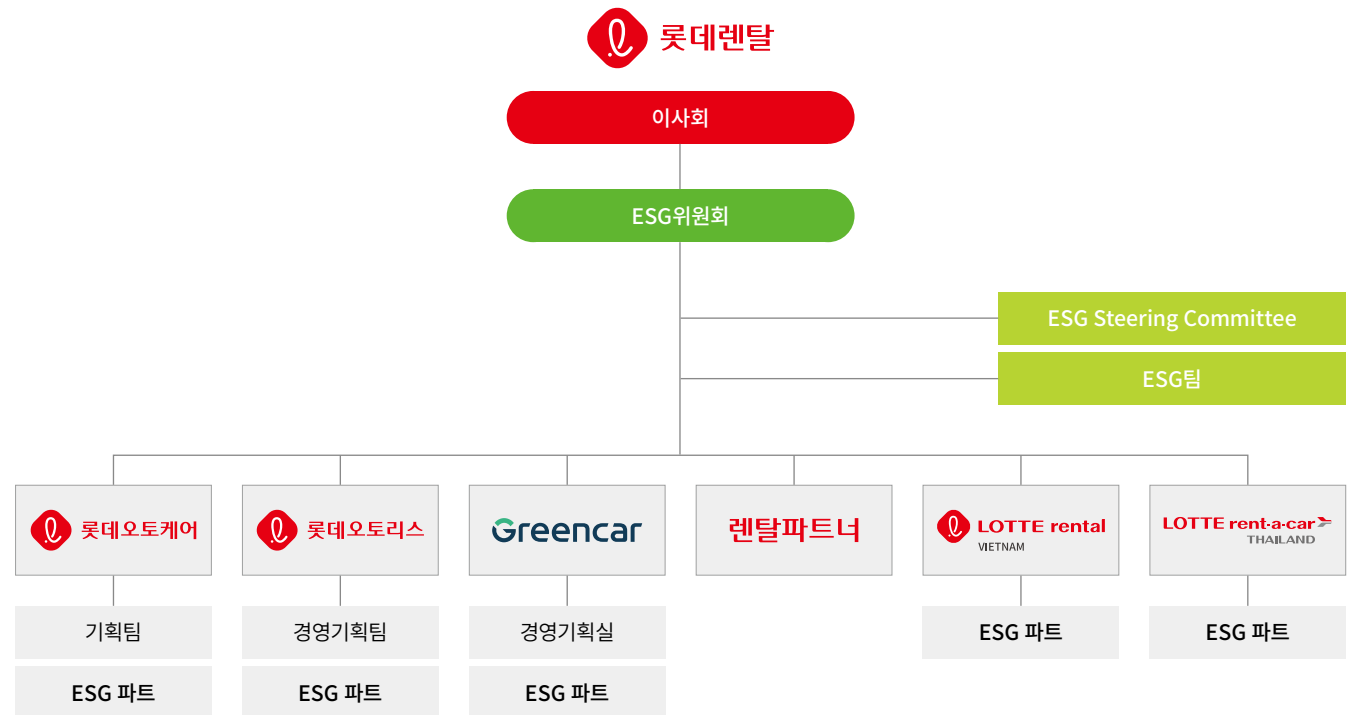 롯데렌탈
이사회
ESG위원회
ESG Steering Committee
ESG팀
롯데오토케어
롯데오토리스
Greencar
렌탈파트너
LOTTE rental
VIETNAM
LOTTE rent-a-car
THAILAND
기획팀
경영기획팀
경영기획실
ESG 파트
ESG 파트
ESG 파트
ESG 파트
ESG 파트